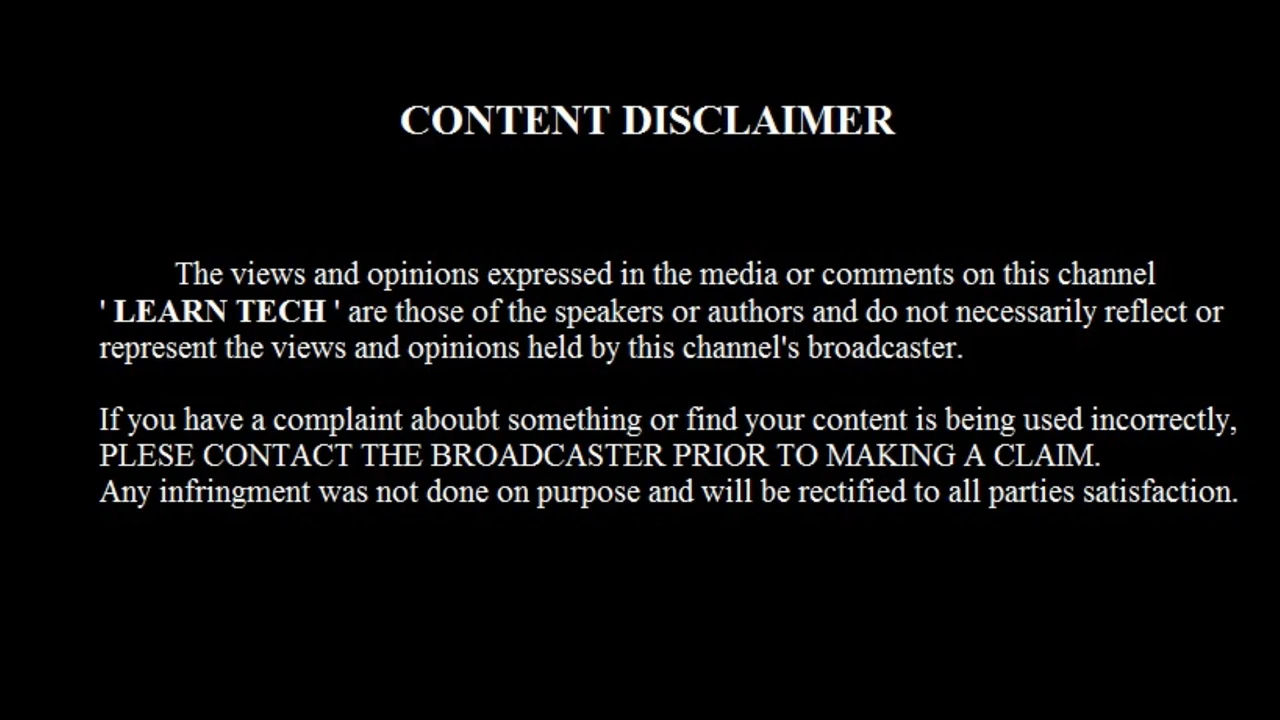 CONTENT DISCLAIMER
The views and opinions expressed in the media or comments on this channel
' LEARN TECH ' are those of the speakers or authors and do not necessarily reflect or
represent the views and opinions held by this channel's broadcaster.
If you have a complaint aboubt something or find your content is being used incorrectly,
PLESE CONTACT THE BROADCASTER PRIOR TO MAKING A CLAIM.
Any infringment was not done on purpose and will be rectified to all parties satisfaction.